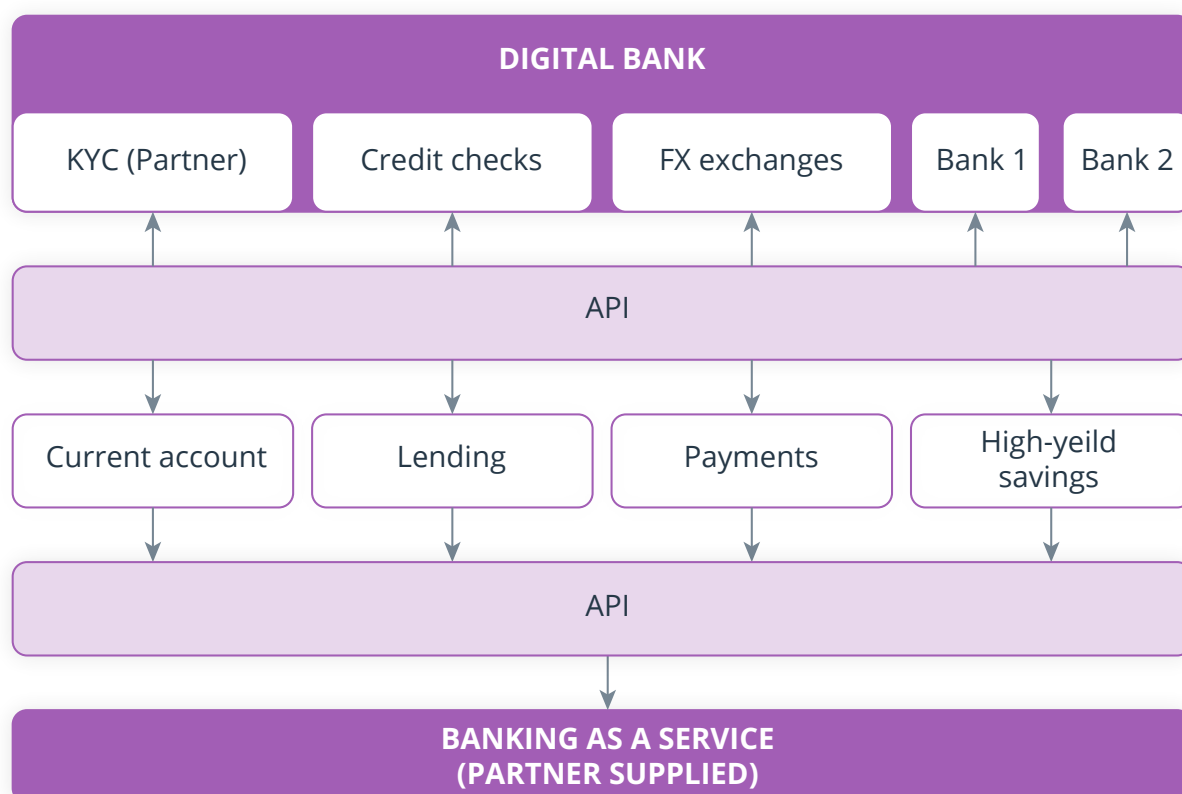 DIGITAL BANK
KYC (Partner)
Credit checks
FX exchanges
Bank 1
Bank 2
API
Current account
Lending
Payments
High-yeild
savings
API
BANKING AS A SERVICE
(PARTNER SUPPLIED)